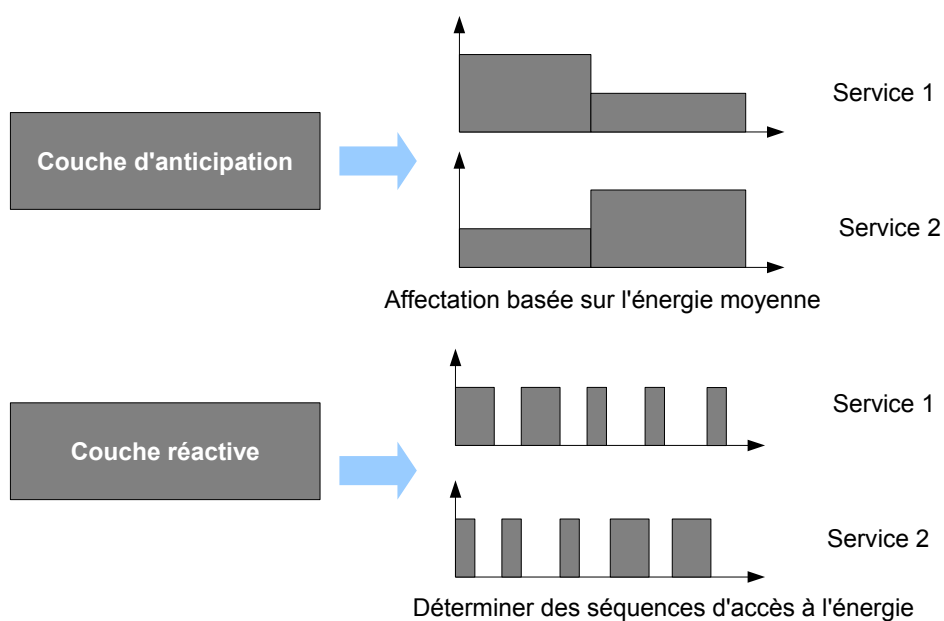 Service 1
Couche d'anticipation
Service 2
Affectation basée sur l'énergie moyenne
Service 1
Couche réactive
Service 2
Déterminer des séquences d'accès à l'énergie